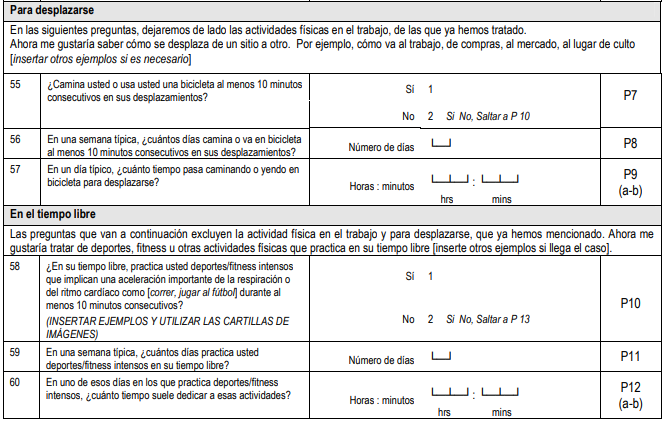 Para desplazarse
En las siguientes preguntas, dejaremos de lado las actividades físicas en el trabajo, de las que ya hemos tratado.
Ahora me gustaría saber cómo se desplaza de un sitio a otro. Por ejemplo, cómo va al trabajo, de compras, al mercado, al lugar de culto
[insertar otros ejemplos si es necesario]
55 ¿Camina usted o usa usted una bicicleta al menos 10 minutos
consecutivos en sus desplazamientos?
Sí 1
No 2 Si No, Saltar a P 10
P7
56 En una semana típica, ¿cuántos días camina o va en bicicleta
al menos 10 minutos consecutivos en sus desplazamientos?
Número de días
P8
57 En un día típico, ¿cuánto tiempo pasa caminando o yendo en
bicicleta para desplazarse?
Horas : minutos :
hrs mins
P9
(a-b)
En el tiempo libre
Las preguntas que van a continuación excluyen la actividad física en el trabajo y para desplazarse, que ya hemos mencionado. Ahora me
gustaría tratar de deportes, fitness u otras actividades físicas que practica en su tiempo libre [inserte otros ejemplos si llega el caso].
58 ¿En su tiempo libre, practica usted deportes/fitness intensos
que implican una aceleración importante de la respiración o
del ritmo cardíaco como [correr, jugar al fútbol] durante al
menos 10 minutos consecutivos?
(INSERTAR EJEMPLOS Y UTILIZAR LAS CARTILLAS DE
IMÁGENES)
Sí 1
No 2 Si No, Saltar a P 13
P10
59 En una semana típica, ¿cuántos días practica usted
deportes/fitness intensos en su tiempo libre?
Número de días
P11
60 En uno de esos días en los que practica deportes/fitness
intensos, ¿cuánto tiempo suele dedicar a esas actividades?
Horas : minutos :
hrs mins
P12
(a-b)